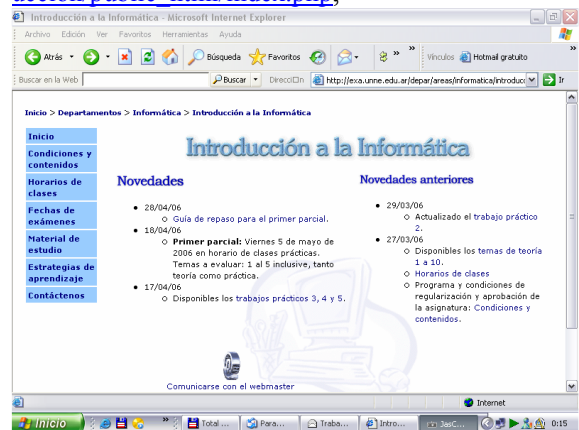 ucción/public_html/index.php,
Introducción a la Informática - Microsoft Internet Explorer
Archivo Edición Ver Favoritos Herramientas Ayuda
Atrás Búsqueda Favoritos » » Vínculos Hotmail gratuito »
Buscar en la Web Buscar Dirección http://exa.unne.edu.ar/depar/areas/informatica/introducc Ir
Inicio > Departamentos > Informática > Introducción a la Informática
Introducción a la Informática
Inicio
Condiciones y
contenidos
Horarios de
clases
Fechas de
exámenes
Material de
estudio
Estrategias de
aprendizaje
Contáctenos
Novedades
28/04/06
Guía de repaso para el primer parcial.
18/04/06
Primer parcial: Viernes 5 de mayo de
2006 en horario de clases prácticas.
Temas a evaluar: 1 al 5 inclusive, tanto
teoría como práctica.
17/04/06
Disponibles los trabajos prácticos 3, 4 y 5.
Novedades anteriores
29/03/06
Actualizado el trabajo práctico
2.
27/03/06
Disponibles los temas de teoría
1 a 10.
Horarios de clases
Programa y condiciones de
regularización y aprobación de
la asignatura: Condiciones y
contenidos.
Comunicarse con el webmaster
Internet
Inicio » Total ... Para... Traba... Intro... JasC... 0:15